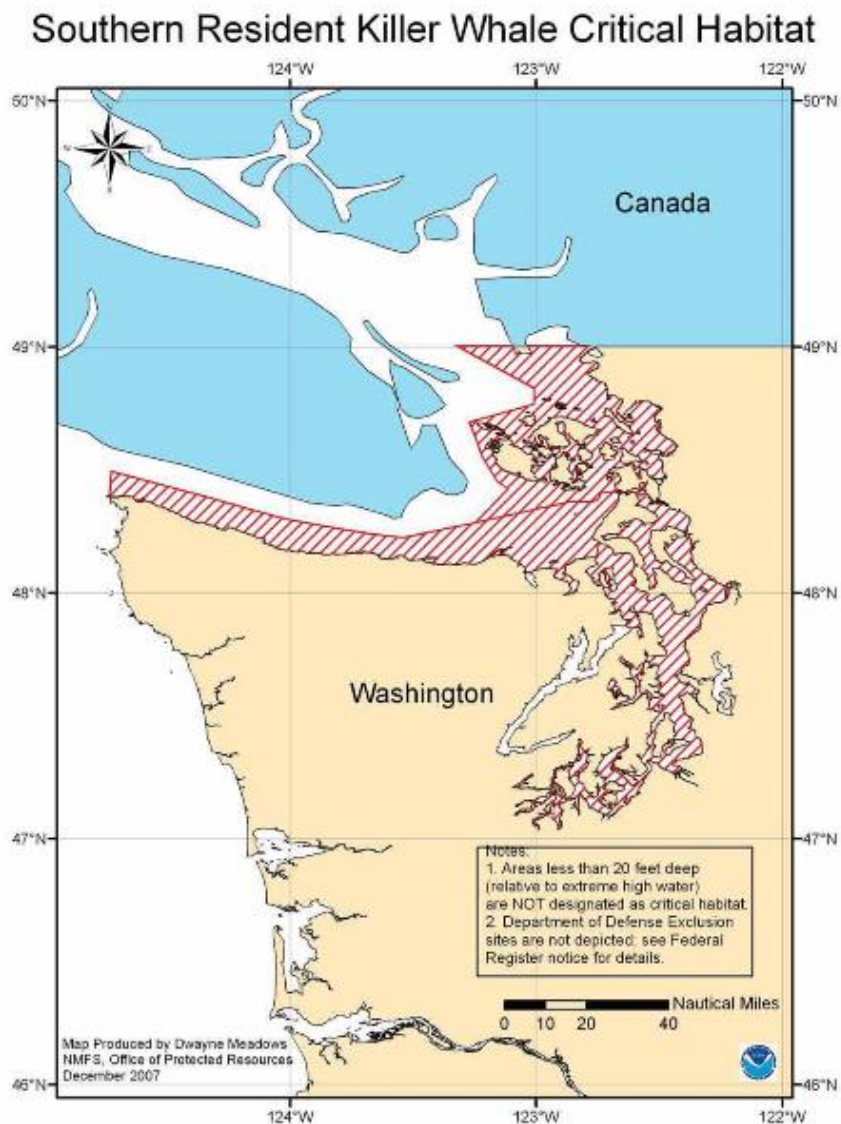 Southern Resident Killer Whale Critical Habitat
124°W 123°W 122°W
50°N 50°N
Canada
49°N 49°N
48°N 48°N
Washington
47°N 47°N
Notes:
1. Areas less than 20 feet deep
(relative to extreme high water)
are NOT designated as critical habitat.
2. Department of Defense Exclusion
sites are not depicted: see Federal
Register notice for details.
Nautical Miles
0 10 20 40
Map Produced by Dwayne Meadows
NMFS, Office of Protected Resources
December 2007
46°N 46°N
124°W 123°W 122°W